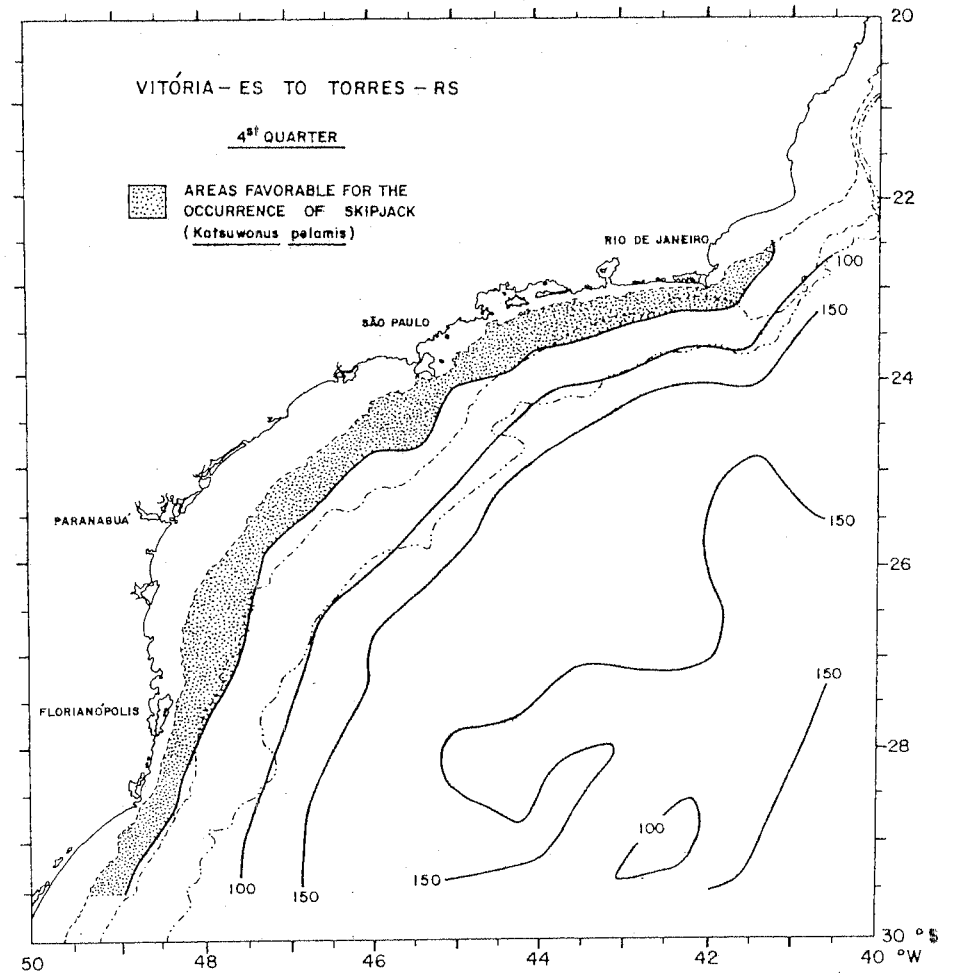 VITÓRIA – ES TO TORRES – RS
4st QUARTER
AREAS FAVORABLE FOR THE
OCCURRENCE OF SKIPJACK
(Katsuwonus pelamis)
20
22
24
26
28
30 °S
RIO DE JANEIRO
SÃO PAULO
PARANAGUÁ
FLORIANÓPOLIS
100
150
150
150
100
150
100
150
50
48
46
44
42
40
°W